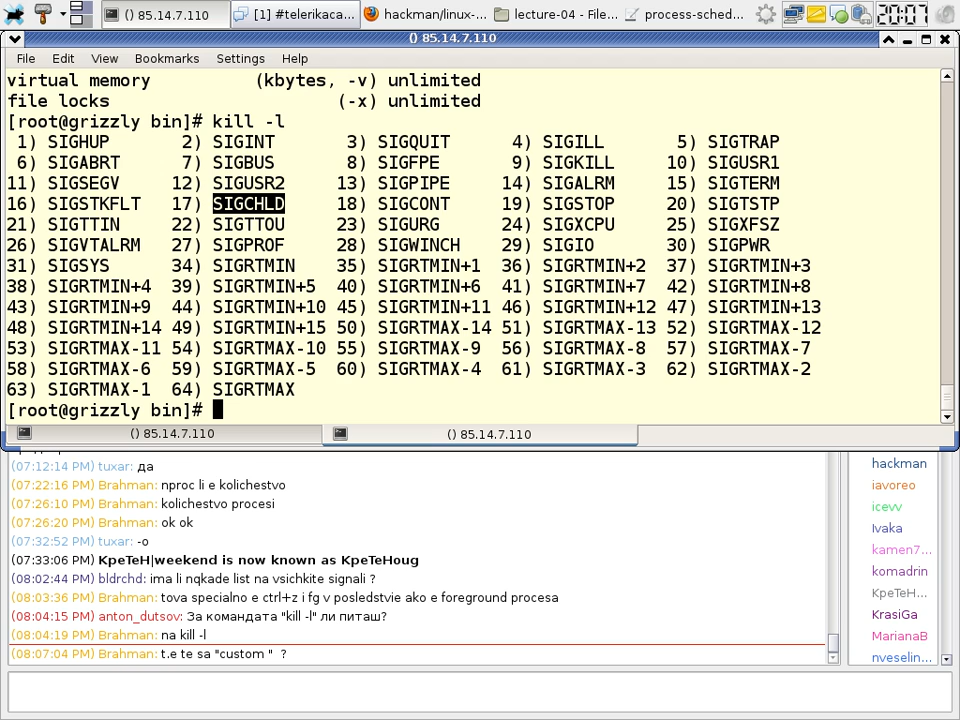 () 85.14.7.110
[1] #telerikaca...
hackman/linux-...
lecture-04 - File...
process-sched...
20:07
() 85.14.7.110
File Edit View Bookmarks Settings Help
virtual memory (kbytes, -v) unlimited
file locks (-x) unlimited
[root@grizzly bin]# kill -l
1) SIGHUP 2) SIGINT 3) SIGQUIT 4) SIGILL 5) SIGTRAP
6) SIGABRT 7) SIGBUS 8) SIGFPE 9) SIGKILL 10) SIGUSR1
11) SIGSEGV 12) SIGUSR2 13) SIGPIPE 14) SIGALRM 15) SIGTERM
16) SIGSTKFLT 17) SIGCHLD 18) SIGCONT 19) SIGSTOP 20) SIGTSTP
21) SIGTTIN 22) SIGTTOU 23) SIGURG 24) SIGXCPU 25) SIGXFSZ
26) SIGVTALRM 27) SIGPROF 28) SIGWINCH 29) SIGIO 30) SIGPWR
31) SIGSYS 34) SIGRTMIN 35) SIGRTMIN+1 36) SIGRTMIN+2 37) SIGRTMIN+3
38) SIGRTMIN+4 39) SIGRTMIN+5 40) SIGRTMIN+6 41) SIGRTMIN+7 42) SIGRTMIN+8
43) SIGRTMIN+9 44) SIGRTMIN+10 45) SIGRTMIN+11 46) SIGRTMIN+12 47) SIGRTMIN+13
48) SIGRTMIN+14 49) SIGRTMIN+15 50) SIGRTMAX-14 51) SIGRTMAX-13 52) SIGRTMAX-12
53) SIGRTMAX-11 54) SIGRTMAX-10 55) SIGRTMAX-9 56) SIGRTMAX-8 57) SIGRTMAX-7
58) SIGRTMAX-6 59) SIGRTMAX-5 60) SIGRTMAX-4 61) SIGRTMAX-3 62) SIGRTMAX-2
63) SIGRTMAX-1 64) SIGRTMAX
[root@grizzly bin]#
() 85.14.7.110
() 85.14.7.110
(07:12:14 PM) tuxar: да
(07:22:16 PM) Brahman: nproc li e kolichestvo
(07:26:10 PM) Brahman: kolichestvo procesi
(07:26:20 PM) Brahman: ok ok
(07:32:52 PM) tuxar: -o
(07:33:06 PM) KpeTeH|weekend is now known as KpeTeHoug
(08:02:44 PM) bldrchd: ima li nqkade list na vsichkite signali ?
(08:03:36 PM) Brahman: tova specialno e ctrl+z i fg v posledstvie ako e foreground procesa
(08:04:15 PM) anton_dutsov: За командата "kill -l" ли питаш?
(08:04:19 PM) Brahman: na kill -l
(08:07:04 PM) Brahman: t.e te sa "custom " ?
hackman
iavoreo
icevv
Ivaka
kamen7...
komadrin
KpeTeH...
KrasiGa
MarianaB
nveselin...